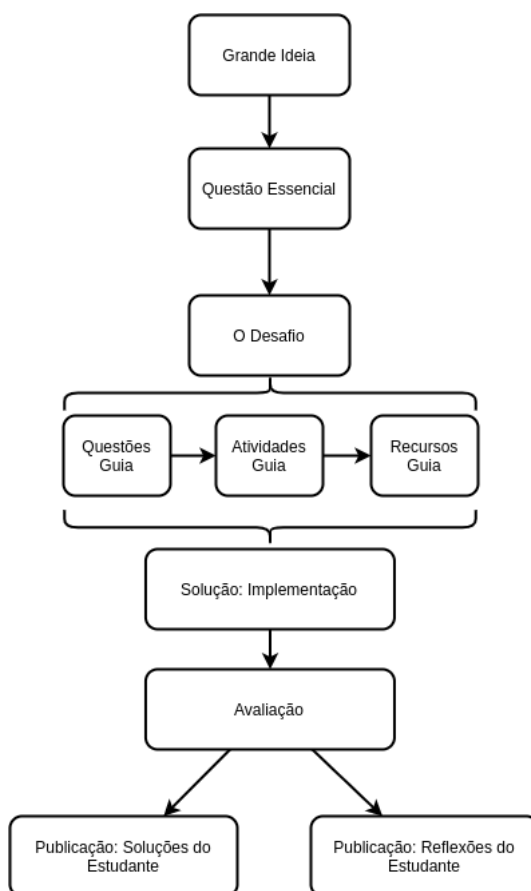 Grande Ideia
Questão Essencial
O Desafio
Questões
Guia
Atividades
Guia
Recursos
Guia
Solução: Implementação
Avaliação
Publicação: Soluções do
Estudante
Publicação: Reflexões do
Estudante